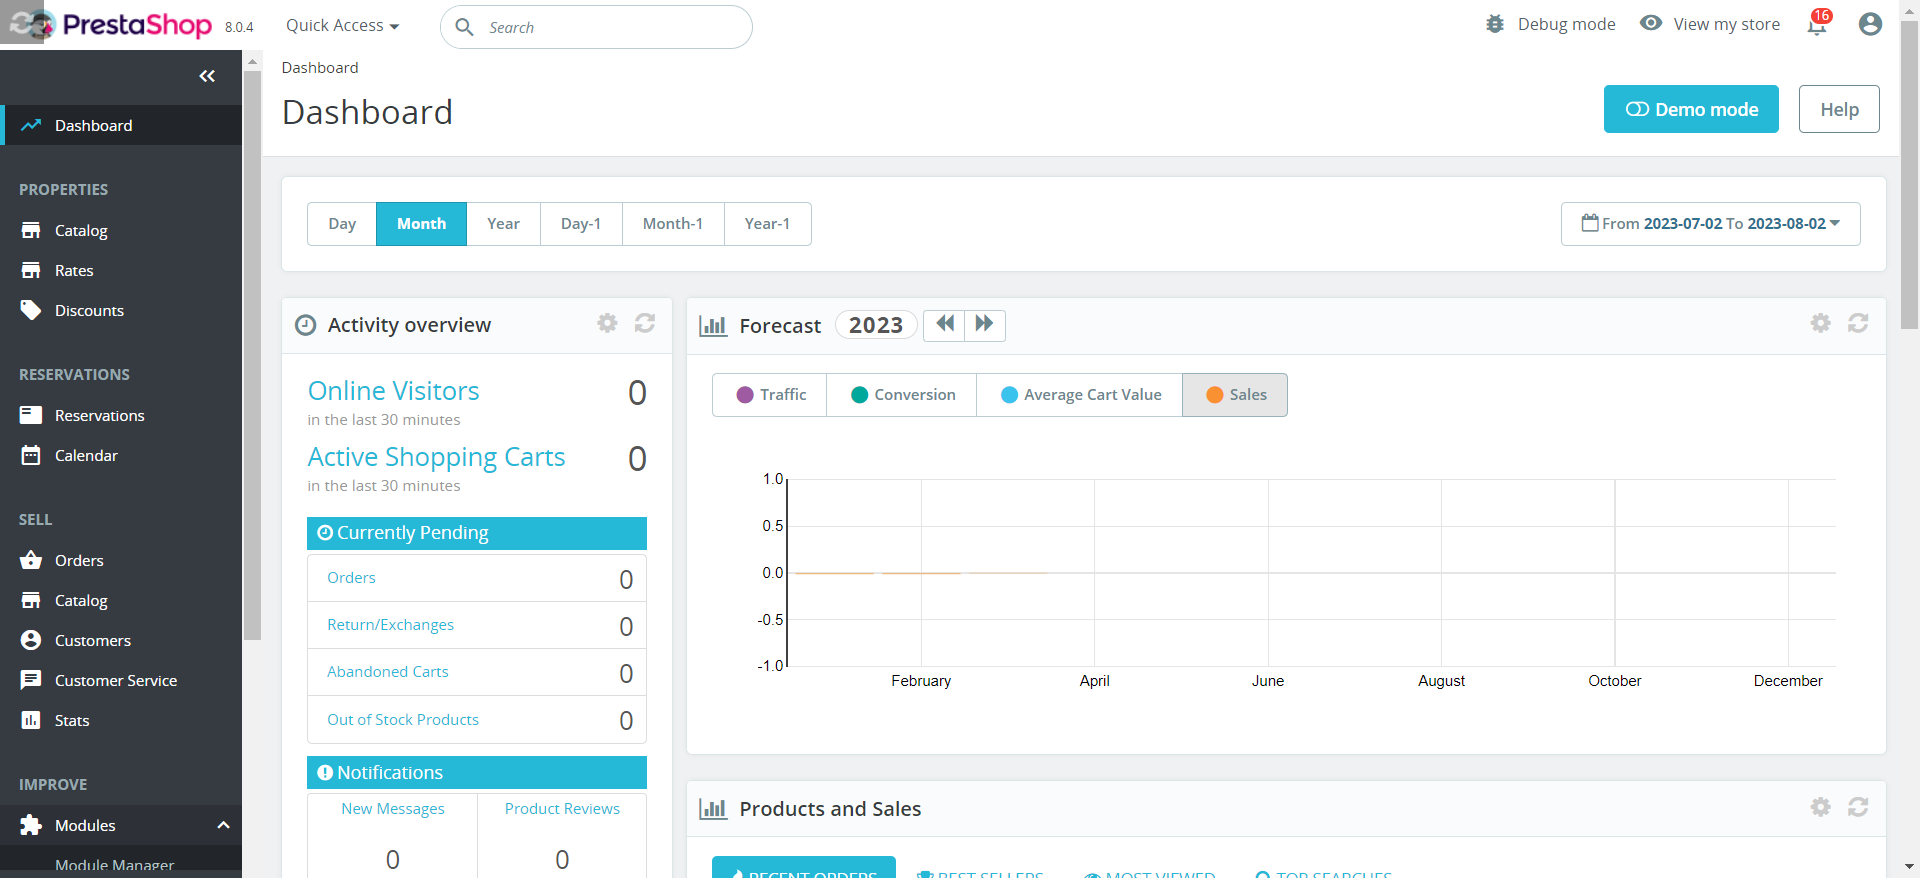 PrestaShop 8.0.4
Quick Access
Search
Debug mode
View my store
16
Dashboard
Dashboard
Demo mode
Help
Dashboard
PROPERTIES
Catalog
Rates
Discounts
RESERVATIONS
Reservations
Calendar
SELL
Orders
Catalog
Customers
Customer Service
Stats
IMPROVE
Modules
Module Manager
Day Month Year Day-1 Month-1 Year-1
From 2023-07-02 To 2023-08-02
Activity overview
Online Visitors 0
in the last 30 minutes
Active Shopping Carts 0
in the last 30 minutes
Currently Pending
Orders 0
Return/Exchanges 0
Abandoned Carts 0
Out of Stock Products 0
Notifications
New Messages Product Reviews
0 0
Forecast 2023
Traffic Conversion Average Cart Value Sales
1.0
0.5
0.0
-0.5
-1.0
February April June August October December
Products and Sales
RECENT ORDERS BEST SELLERS MOST VIEWED TOP SEARCHES